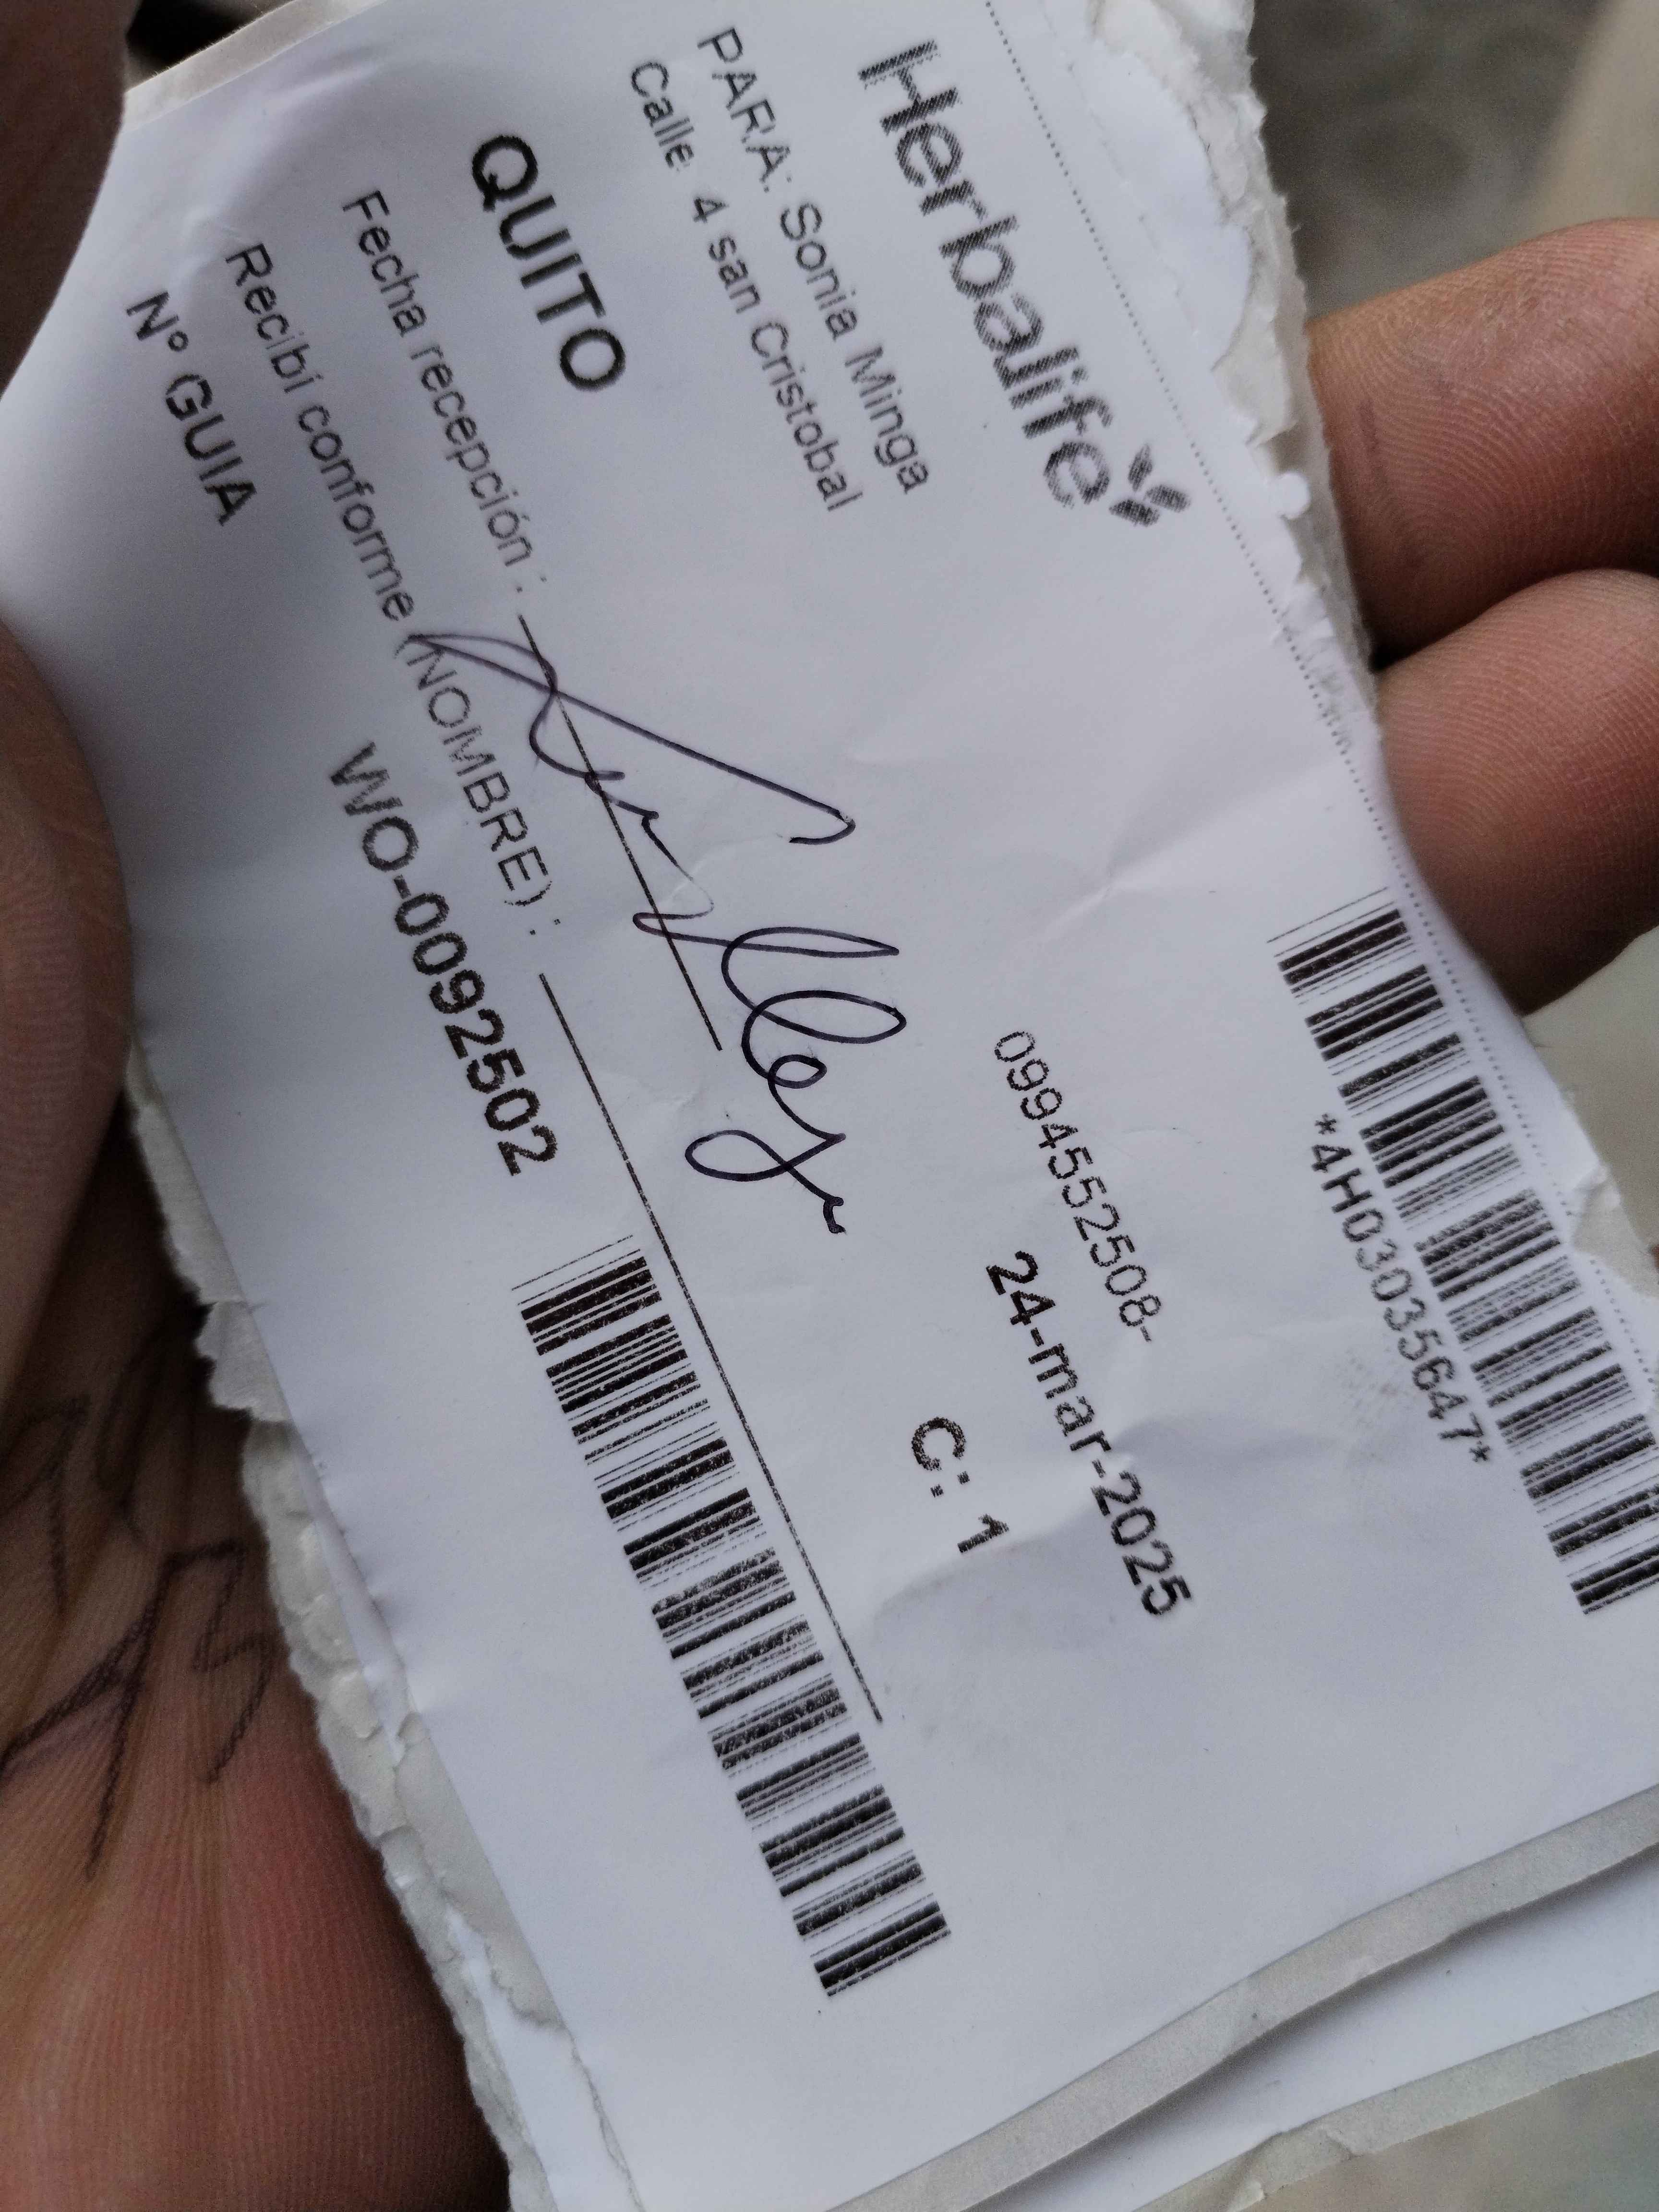 Herbalife
*4H03035647*
PARA: Sonia Minga
0994552508-
Calle 4 san Cristobal
24-mar-2025
QUITO
C: 1
Fecha recepción :
Recibí conforme (NOMBRE) :
Nº GUIA
WO-0092502